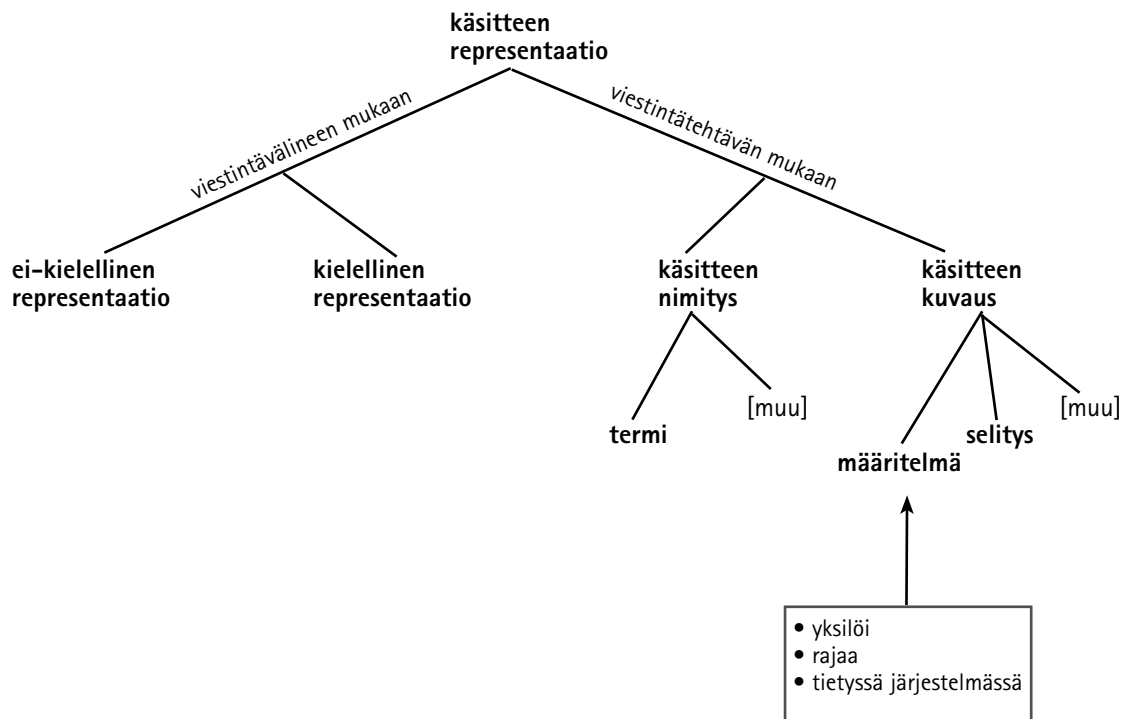 käsitteen
representaatio
viestintävälineen mukaan
viestintätehtävän mukaan
ei-kielellinen
representaatio
kielellinen
representaatio
käsitteen
nimitys
käsitteen
kuvaus
termi
[muu]
määritelmä
selitys
[muu]
• yksilöi
• rajaa
• tietyssä järjestelmässä